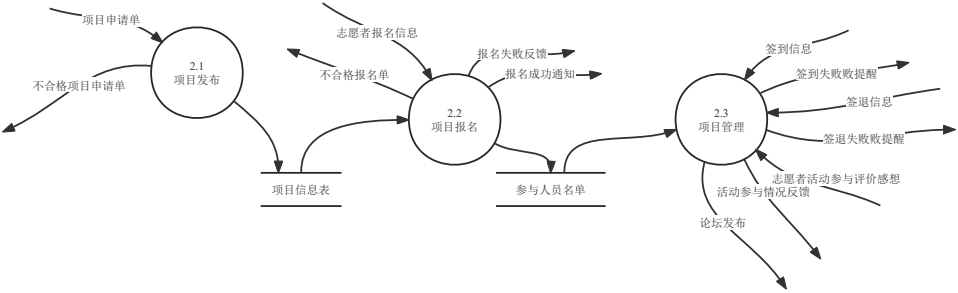 项目申请单
2.1
项目发布
不合格项目申请单
项目信息表
志愿者报名信息
不合格报名单
报名失败反馈
报名成功通知
2.2
项目报名
参与人员名单
签到信息
签到失败败提醒
签退信息
2.3
项目管理
签退失败败提醒
志愿者活动参与评价感想
活动参与情况反馈
论坛发布